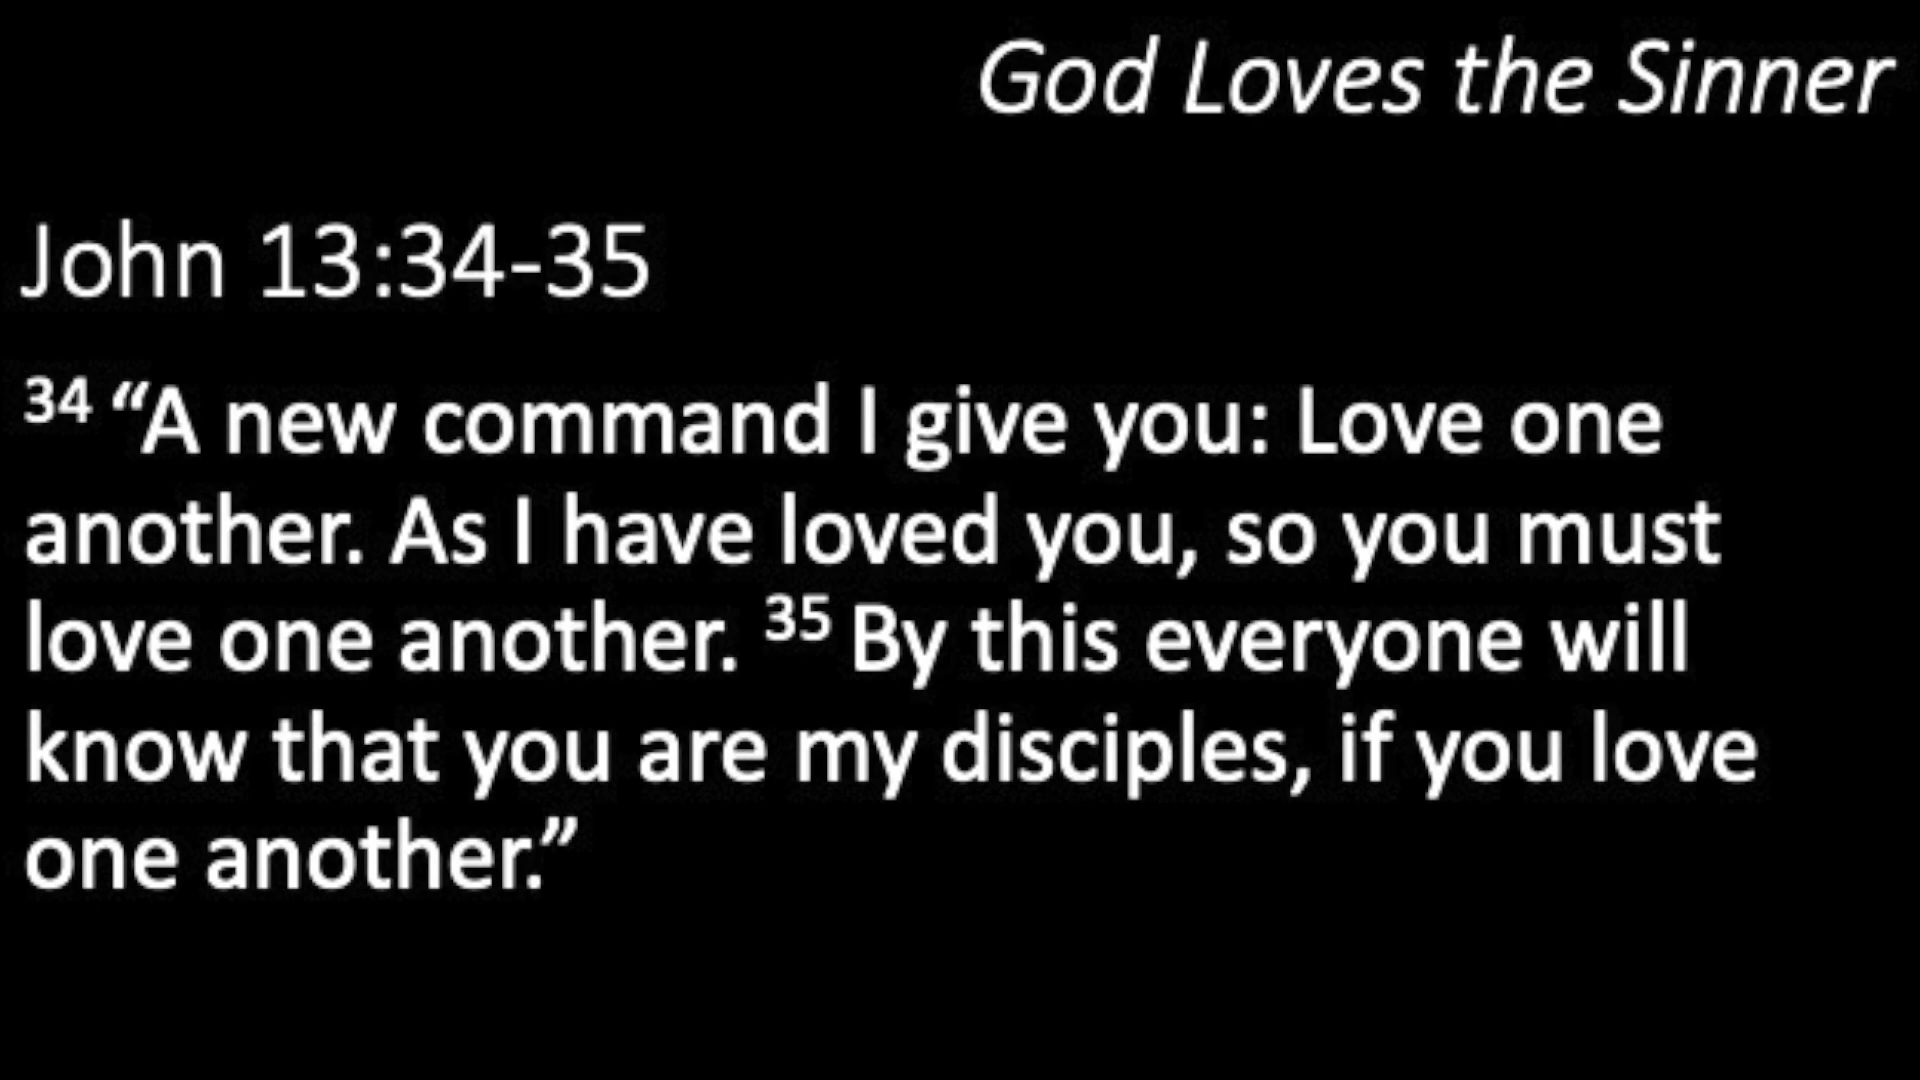 God Loves the Sinner
John 13:34-35
34 “A new command I give you: Love one
another. As I have loved you, so you must
love one another. 35 By this everyone will
know that you are my disciples, if you love
one another.”